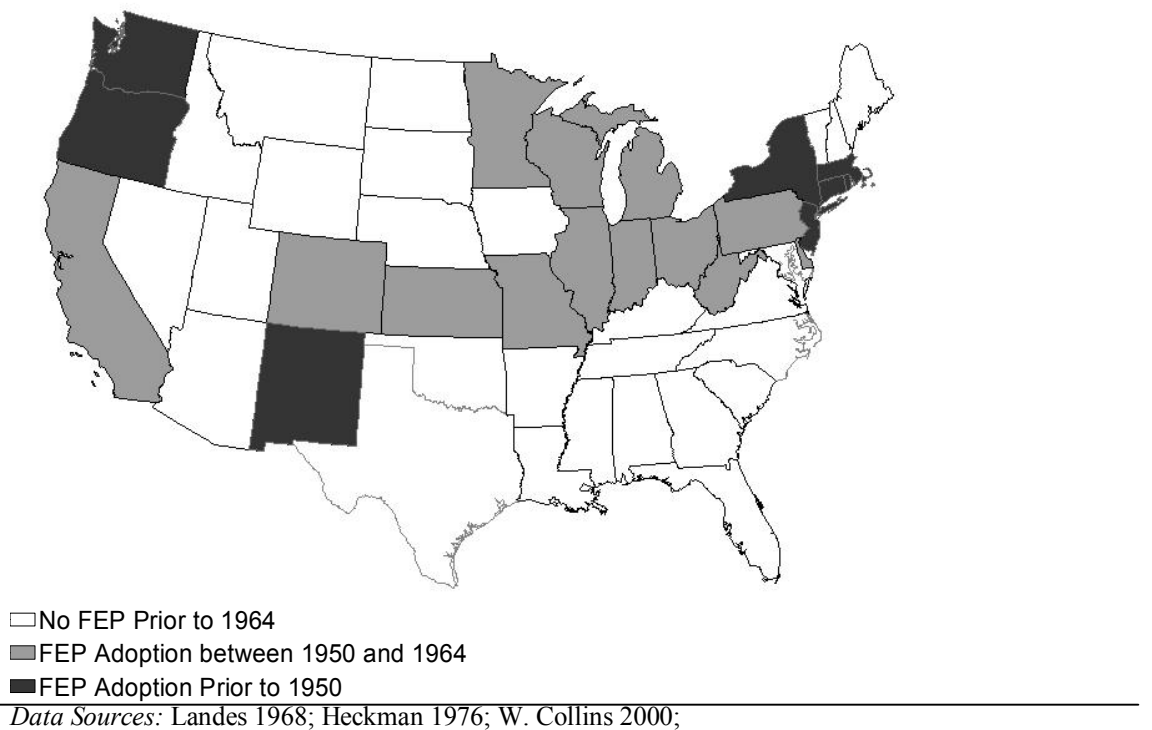 No FEP Prior to 1964
FEP Adoption between 1950 and 1964
FEP Adoption Prior to 1950
Data Sources: Landes 1968; Heckman 1976; W. Collins 2000;